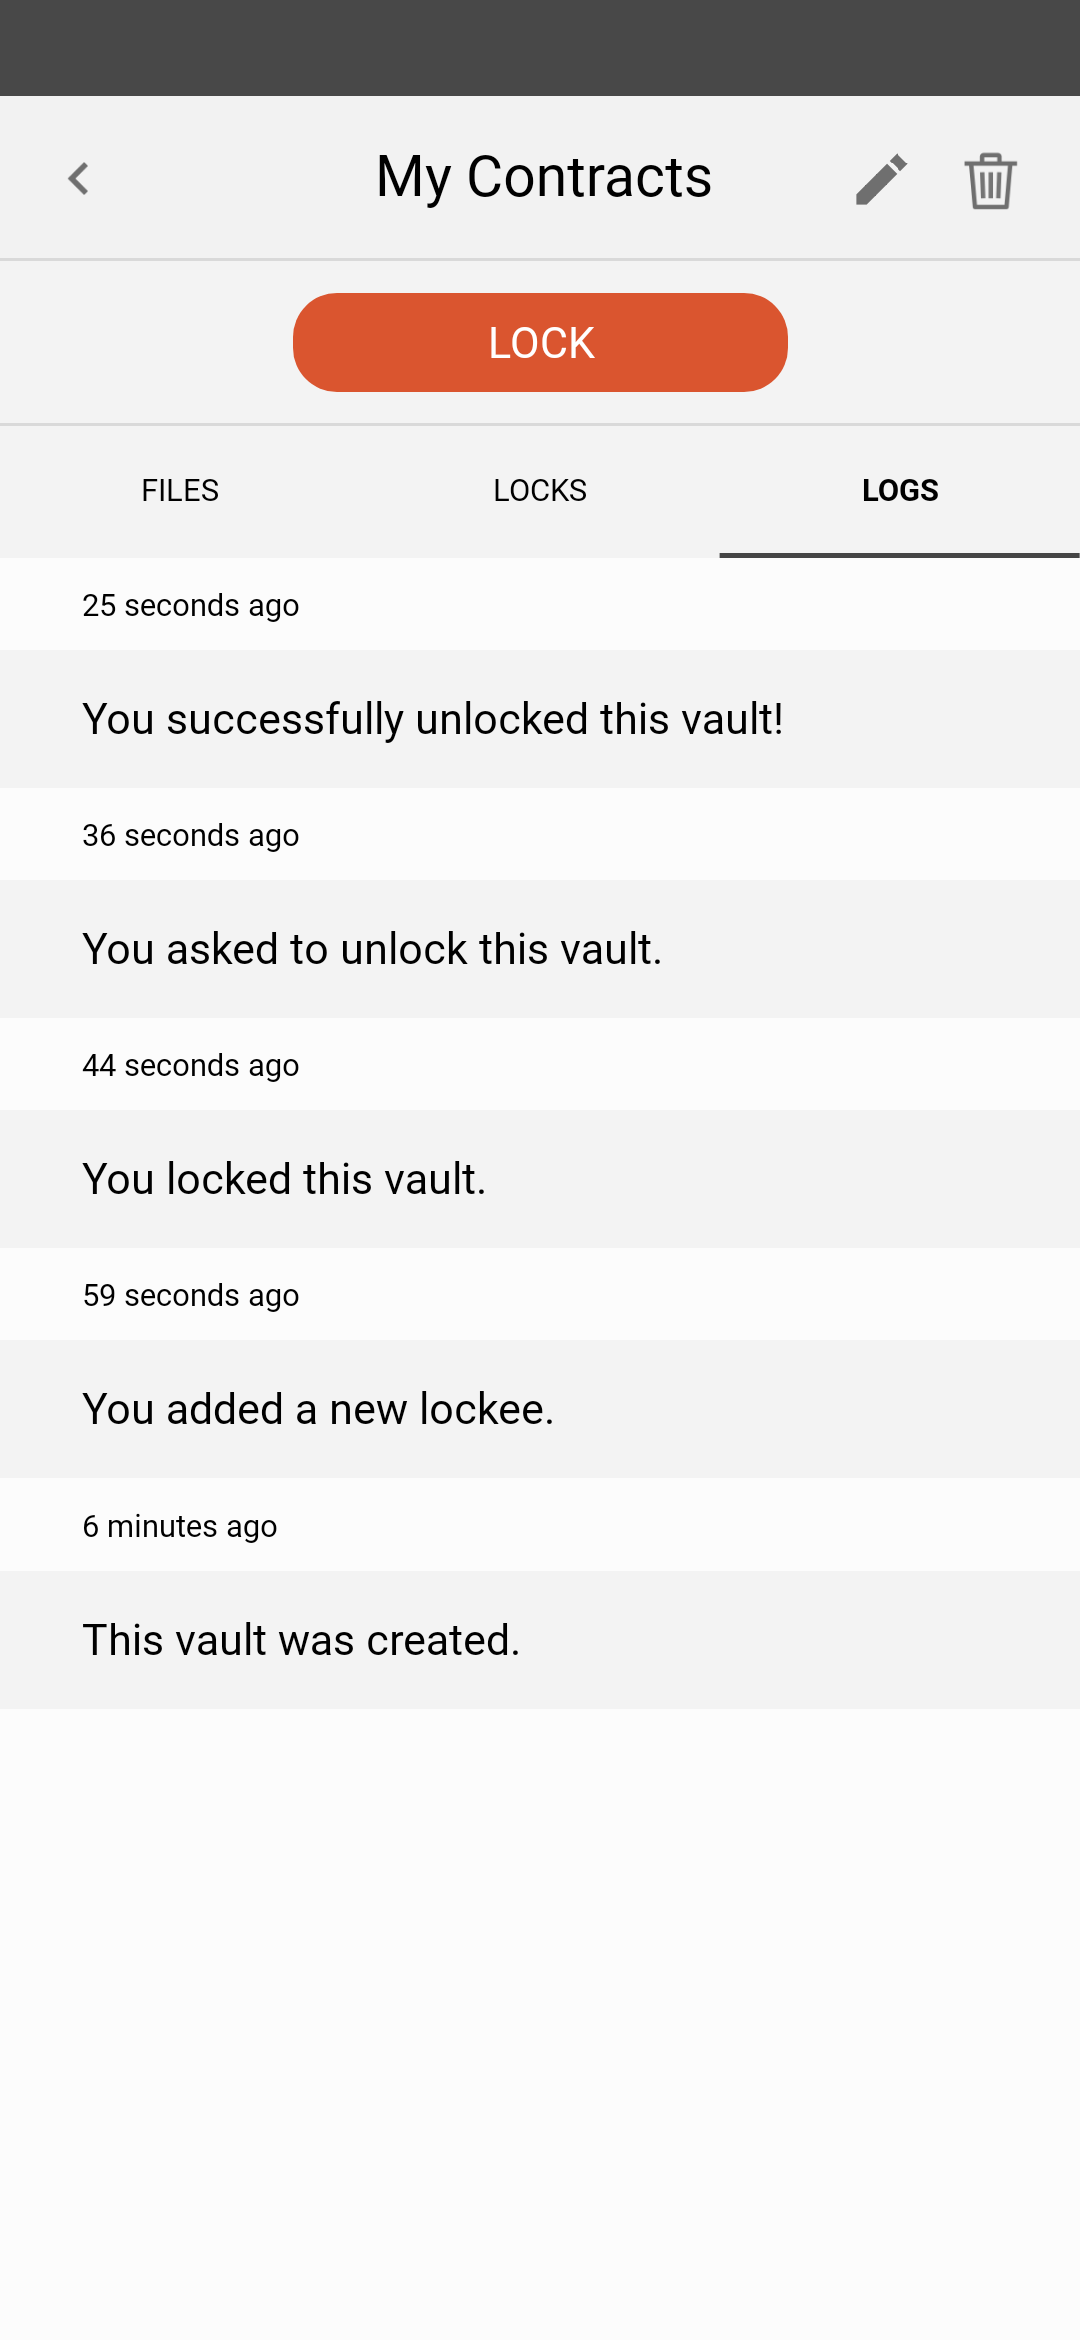 My Contracts
LOCK
FILES
LOCKS
LOGS
25 seconds ago
You successfully unlocked this vault!
36 seconds ago
You asked to unlock this vault.
44 seconds ago
You locked this vault.
59 seconds ago
You added a new lockee.
6 minutes ago
This vault was created.